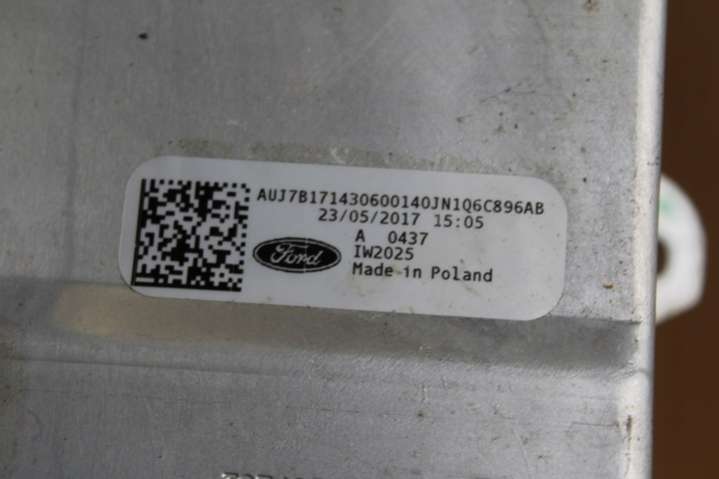 AUJ7B171430600140JN1Q6C896AB
23/05/2017 15:05
A 0437
Ford
IW2025
Made in Poland